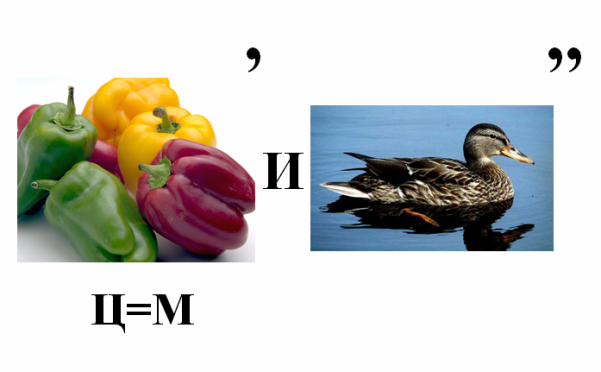 ,
,,
И
Ц=М